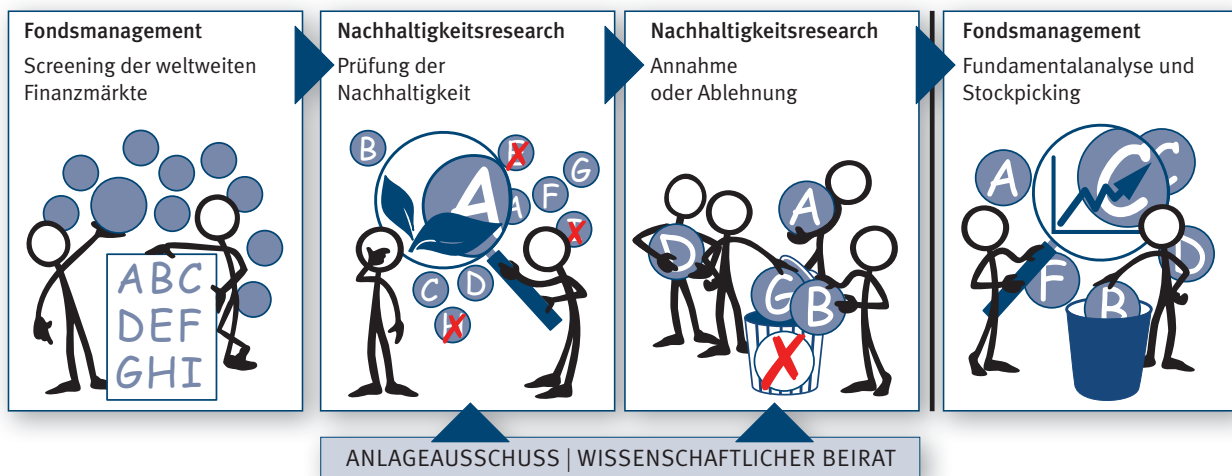 Fondsmanagement
Screening der weltweiten
Finanzmärkte
ABC
DEF
GHI
Nachhaltigkeitsresearch
Prüfung der
Nachhaltigkeit
B
A
G
F
A
C
D
Nachhaltigkeitsresearch
Annahme
oder Ablehnung
A
D
G
B
Fondsmanagement
Fundamentalanalyse und
Stockpicking
A
C
C
D
F
B
ANLAGEAUSSCHUSS | WISSENSCHAFTLICHER BEIRAT